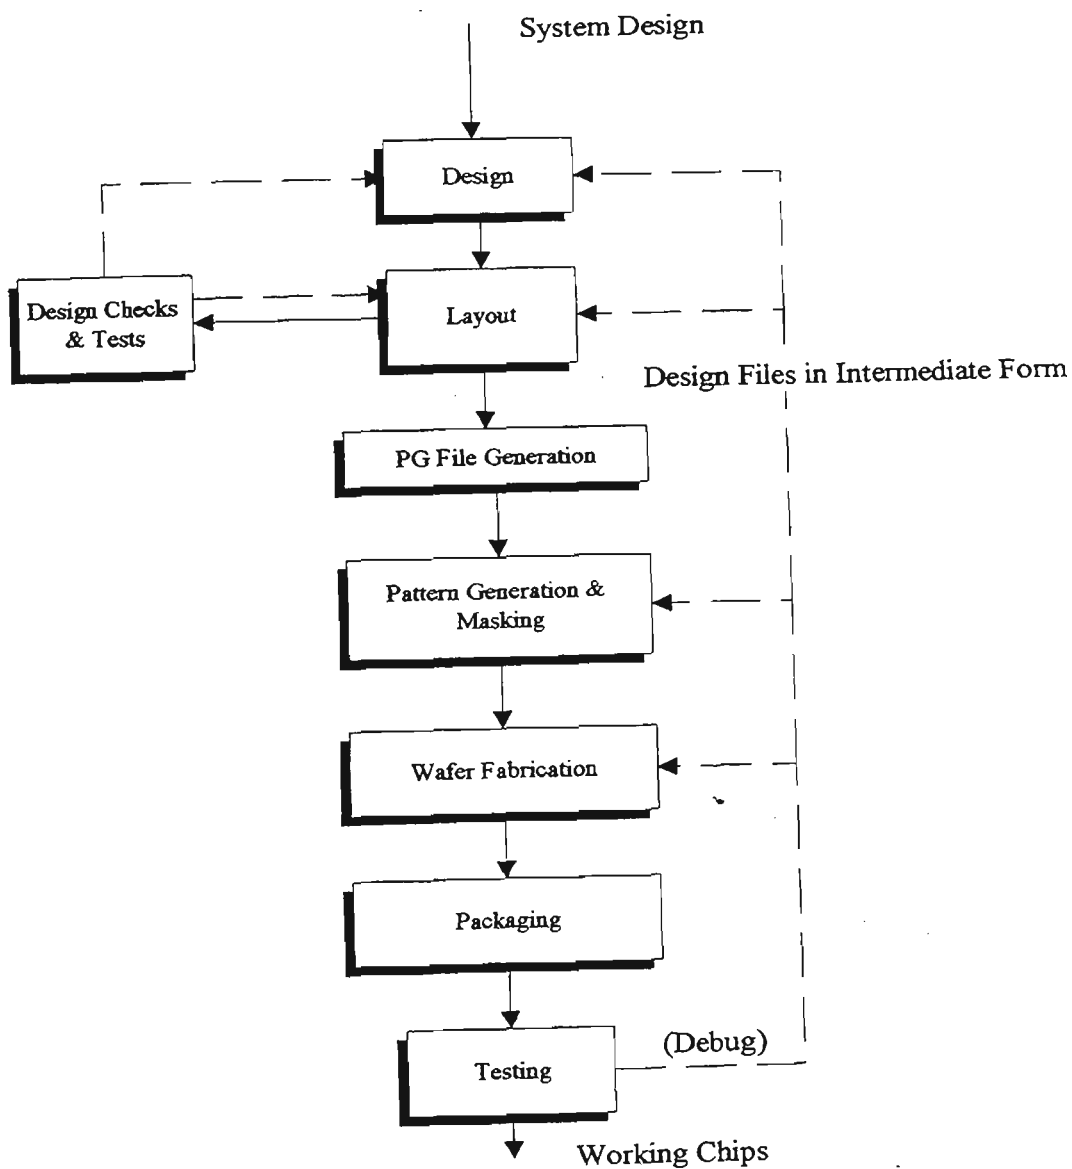 System Design
Design
Design Checks
& Tests
Layout
Design Files in Intermediate Form
PG File Generation
Pattern Generation &
Masking
Wafer Fabrication
Packaging
(Debug)
Testing
Working Chips